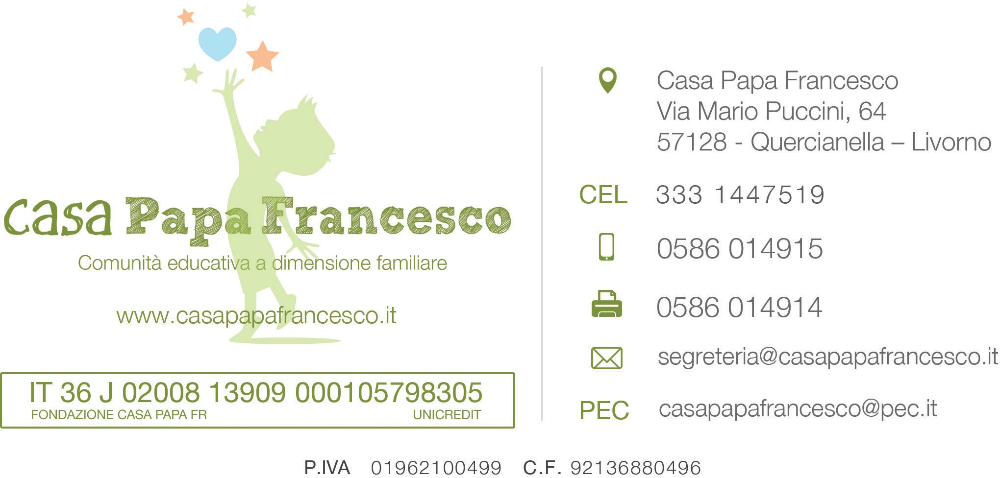 Casa Papa Francesco
Comunità educativa a dimensione familiare
www.casapapafrancesco.it
IT 36 J 02008 13909 000105798305
FONDAZIONE CASA PAPA FR UNICREDIT
Casa Papa Francesco
Via Mario Puccini, 64
57128 - Quercianella – Livorno
CEL 333 1447519
0586 014915
0586 014914
segreteria@casapapafrancesco.it
PEC casapapafrancesco@pec.it
P.IVA 01962100499 C.F. 92136880496